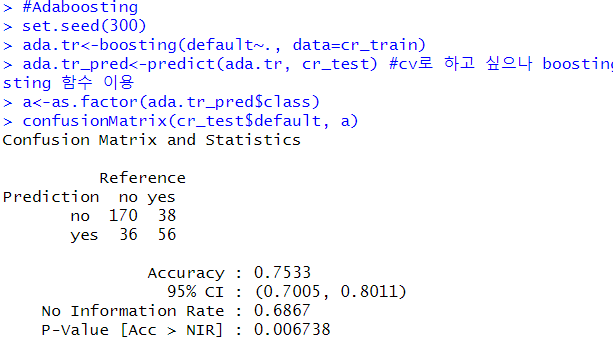 > #Adaboosting
> set.seed(300)
> ada.tr<-boosting(default~., data=cr_train)
> ada.tr_pred<-predict(ada.tr, cr_test) #cv로 하고 싶으나 boosting
sting 함수 이용
> a<-as.factor(ada.tr_pred$class)
> confusionMatrix(cr_test$default, a)
Confusion Matrix and Statistics
Reference
Prediction no yes
no 170 38
yes 36 56
Accuracy : 0.7533
95% CI : (0.7005, 0.8011)
No Information Rate : 0.6867
P-Value [Acc > NIR] : 0.006738